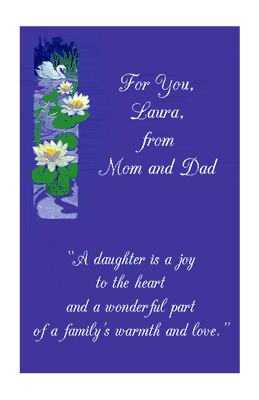 For You,
Laura,
from
Mom and Dad
"A daughter is a joy
to the heart
and a wonderful part
of a family's warmth and love."